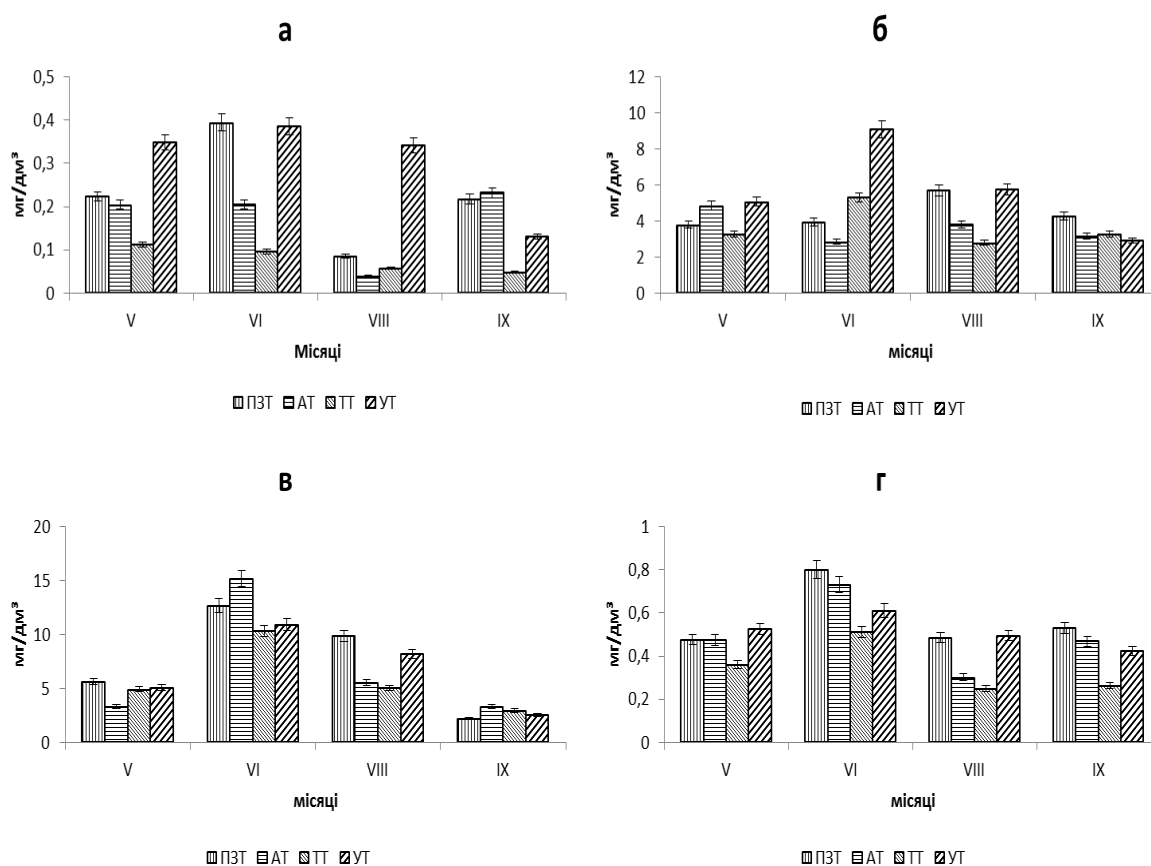 а
0,5
0,4
0,3
0,2
0,1
0
мг/дм³
V VI VIII IX
Місяці
ПЗТ АТ ТТ УТ
б
12
10
8
6
4
2
0
мг/дм³
V VI VIII IX
місяці
ПЗТ АТ ТТ УТ
в
20
15
10
5
0
мг/дм³
V VI VIII IX
місяці
ПЗТ АТ ТТ УТ
г
1
0,8
0,6
0,4
0,2
0
мг/дм³
V VI VIII IX
місяці
ПЗТ АТ ТТ УТ